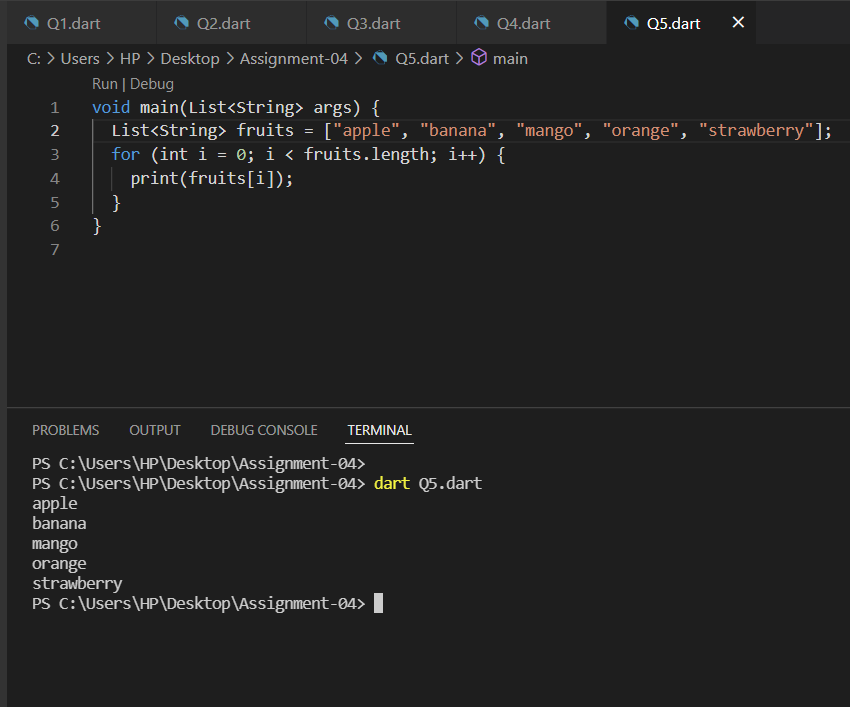 Q1.dart Q2.dart Q3.dart Q4.dart Q5.dart
C: > Users > HP > Desktop > Assignment-04 > Q5.dart > main
Run | Debug
1 void main(List<String> args) {
2 List<String> fruits = ["apple", "banana", "mango", "orange", "strawberry"];
3 for (int i = 0; i < fruits.length; i++) {
4 print(fruits[i]);
5 }
6 }
7
PROBLEMS OUTPUT DEBUG CONSOLE TERMINAL
PS C:\Users\HP\Desktop\Assignment-04>
PS C:\Users\HP\Desktop\Assignment-04> dart Q5.dart
apple
banana
mango
orange
strawberry
PS C:\Users\HP\Desktop\Assignment-04>